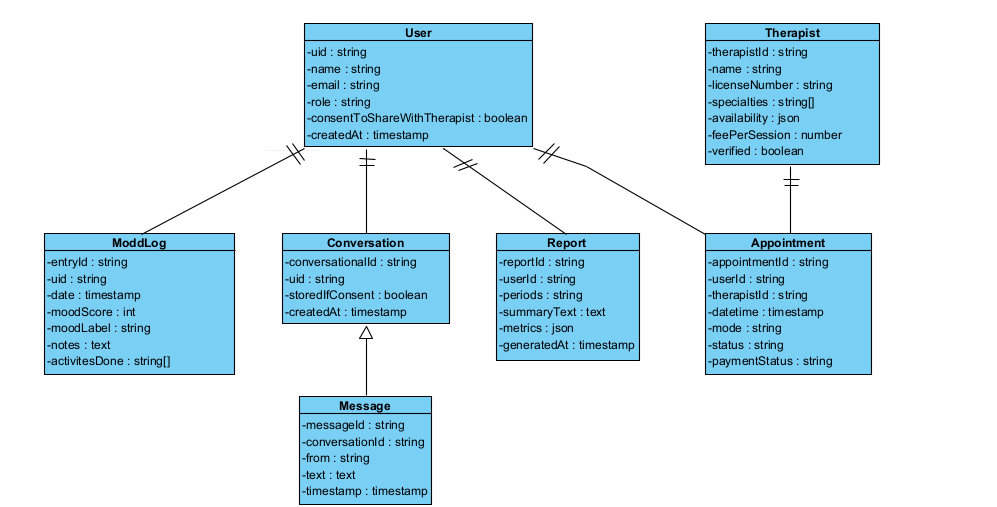 User
-uid : string
-name : string
-email : string
-role : string
-consentToShareWithTherapist : boolean
-createdAt : timestamp
Therapist
-therapistId : string
-name : string
-licenseNumber : string
-specialties : string[]
-availability : json
-feePerSession : number
-verified : boolean
ModdLog
-entryId : string
-uid : string
-date : timestamp
-moodScore : int
-moodLabel : string
-notes : text
-activitesDone : string[]
Conversation
-conversationalId : string
-uid : string
-storedIfConsent : boolean
-createdAt : timestamp
Report
-reportId : string
-userId : string
-periods : string
-summaryText : text
-metrics : json
-generatedAt : timestamp
Appointment
-appointmentId : string
-userId : string
-therapistId : string
-datetime : timestamp
-mode : string
-status : string
-paymentStatus : string
Message
-messageId : string
-conversationId : string
-from : string
-text : text
-timestamp : timestamp